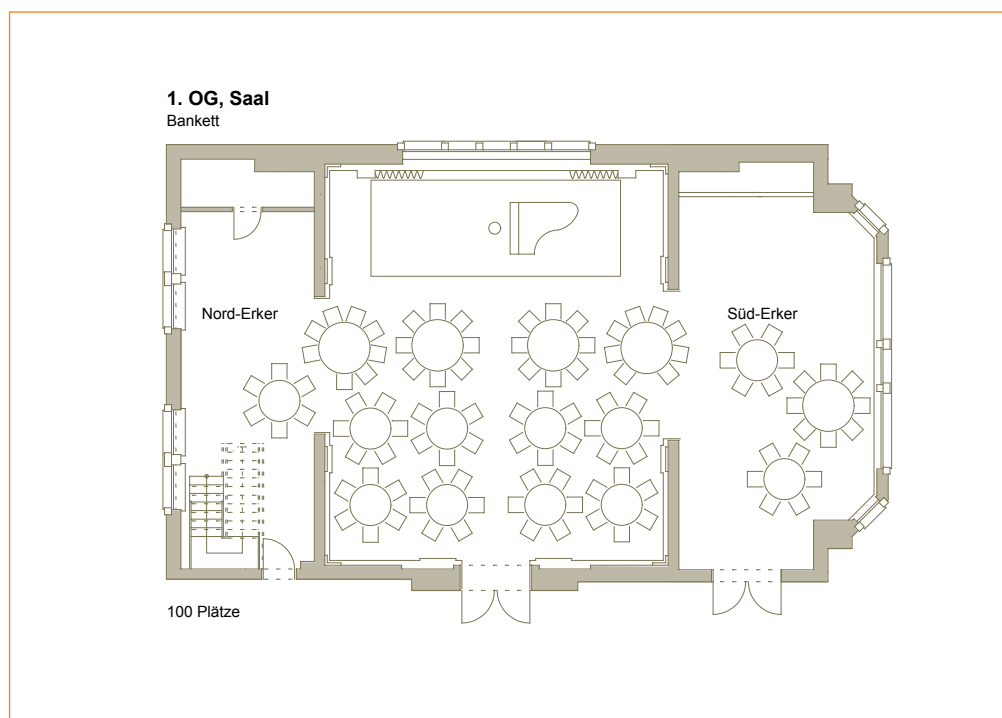 1. OG, Saal
Bankett
Nord-Erker
Süd-Erker
100 Plätze